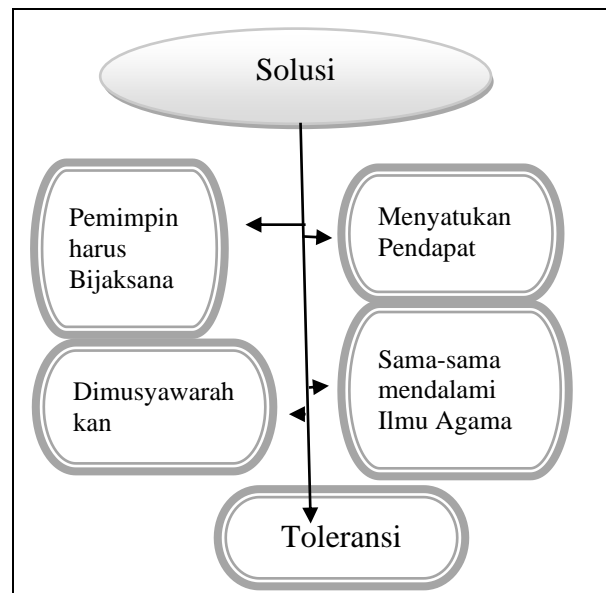 Solusi
Pemimpin
harus
Bijaksana
Menyatukan
Pendapat
Dimusyawarah
kan
Sama-sama
mendalami
Ilmu Agama
Toleransi